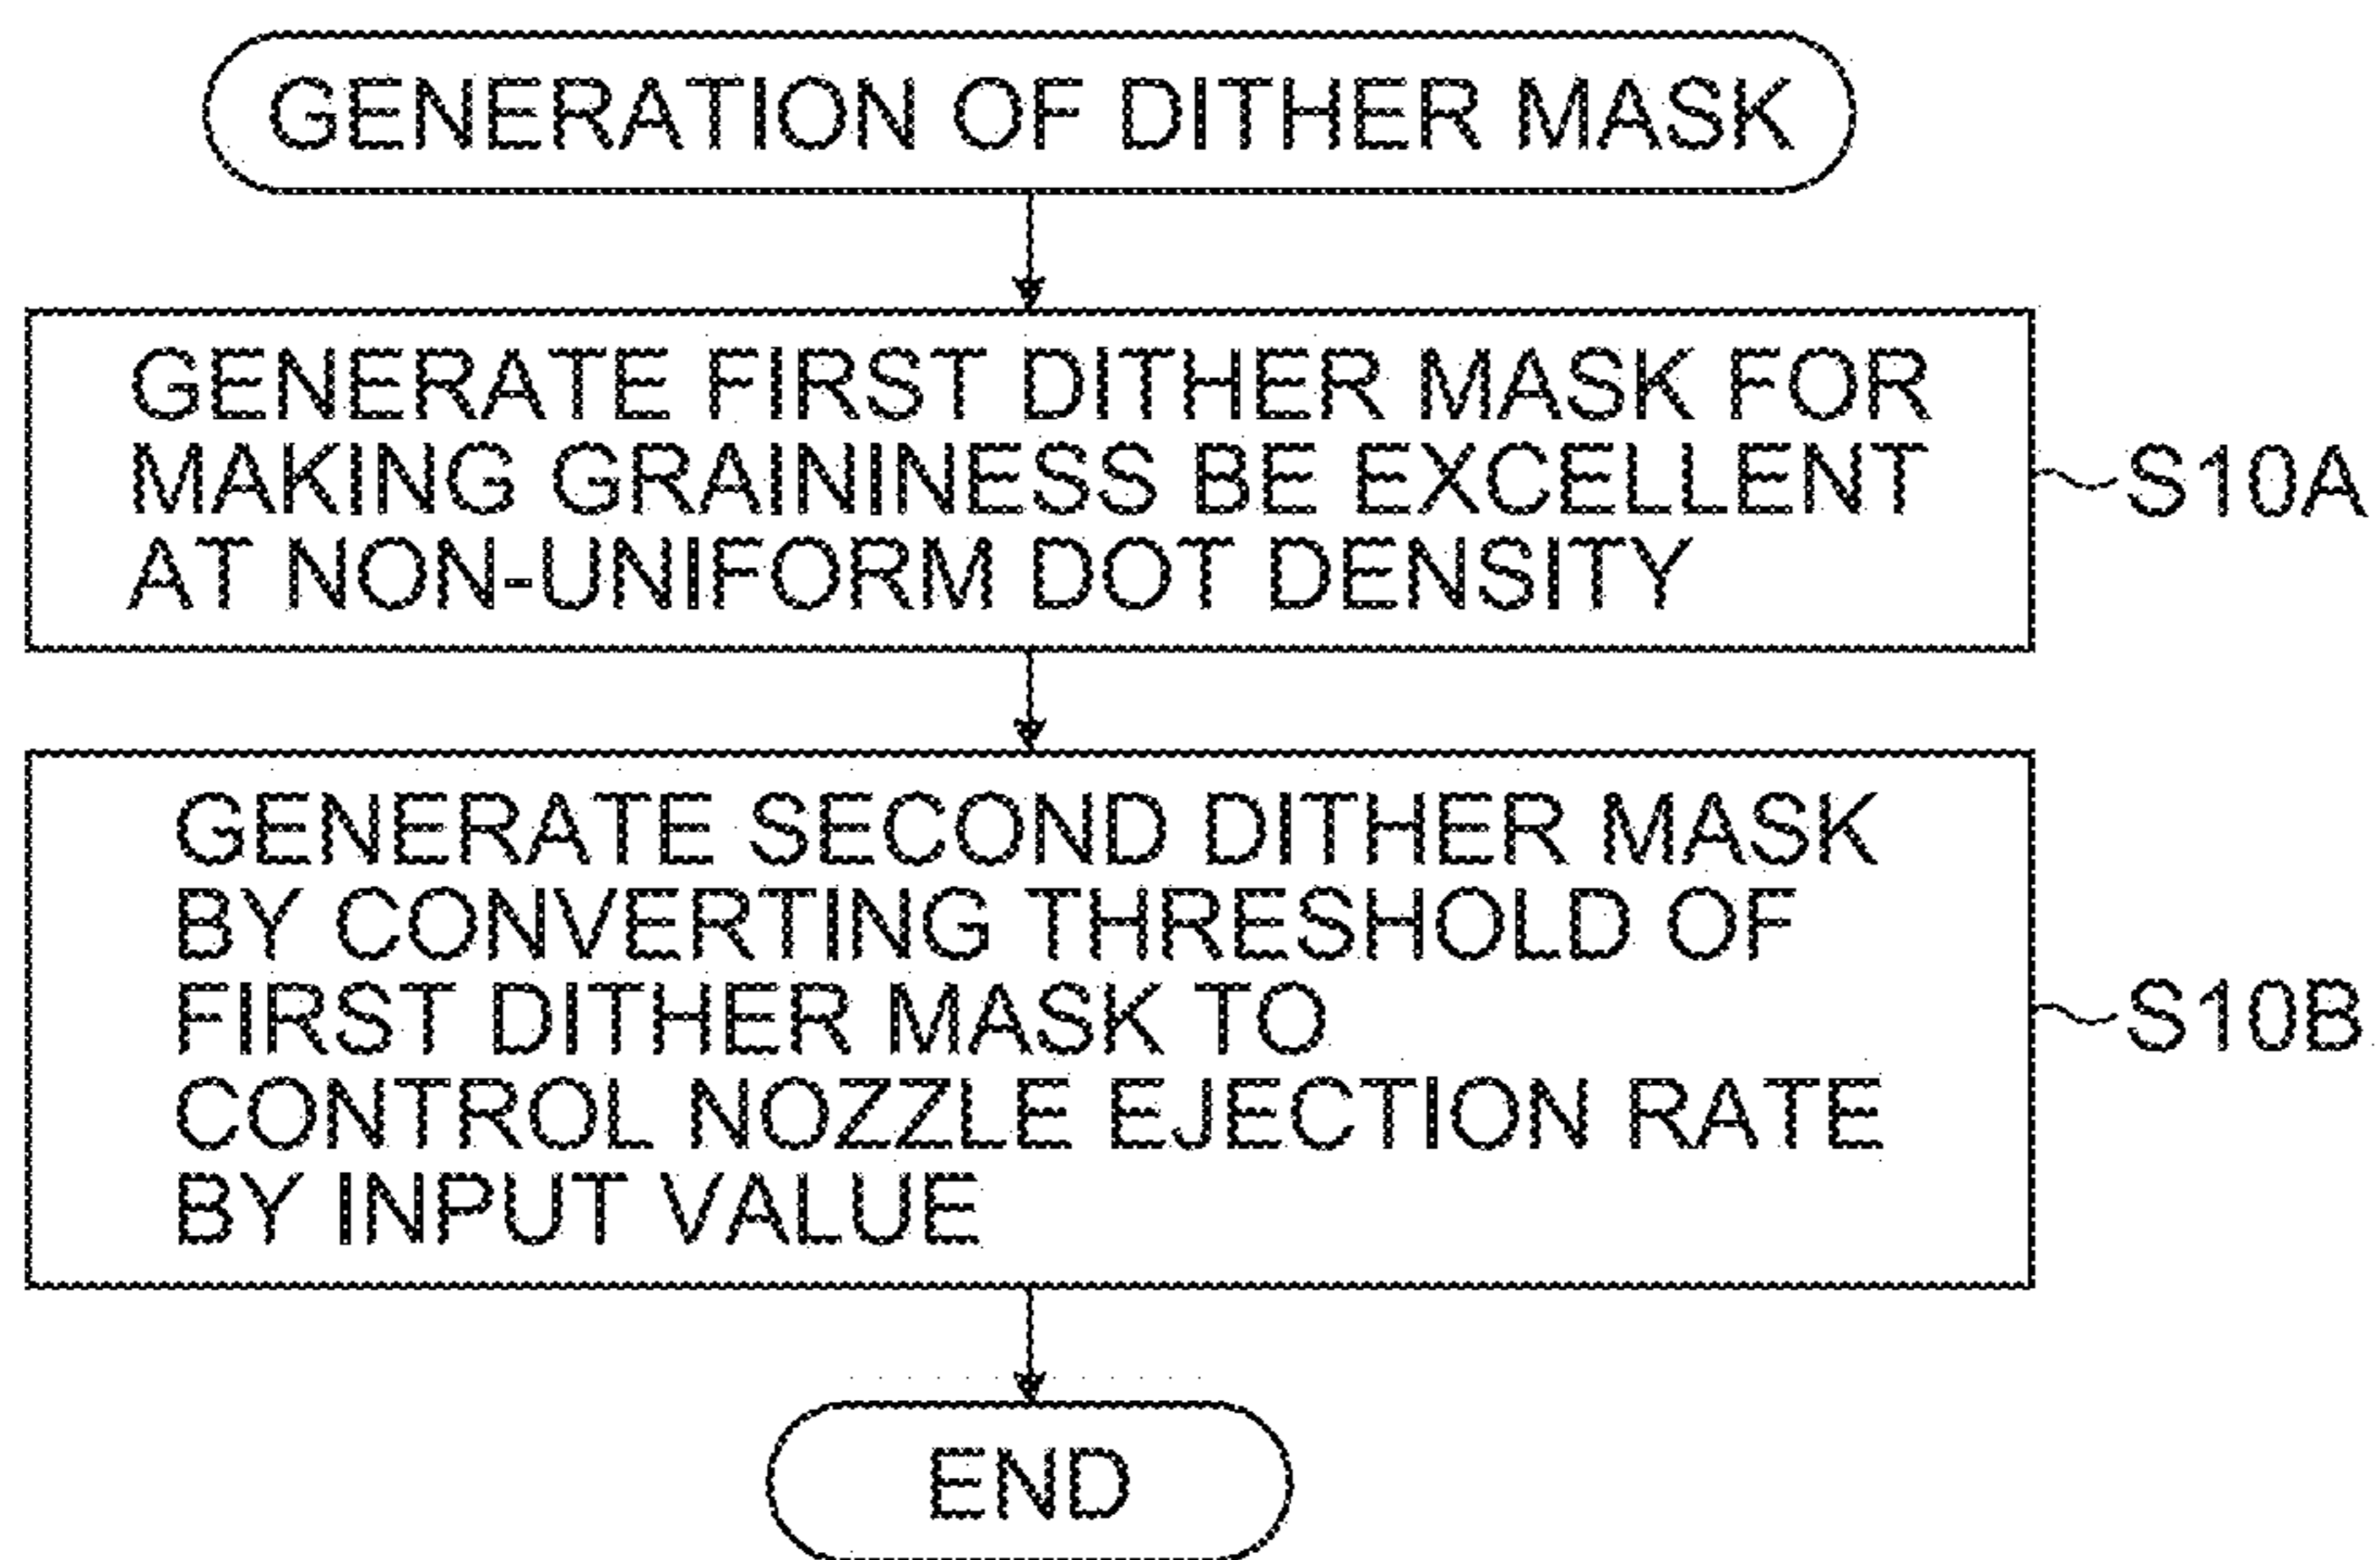 GENERATION OF DITHER MASK
GENERATE FIRST DITHER MASK FOR
MAKING GRAININESS BE EXCELLENT
AT NON-UNIFORM DOT DENSITY
S10A
GENERATE SECOND DITHER MASK
BY CONVERTING THRESHOLD OF
FIRST DITHER MASK TO
CONTROL NOZZLE EJECTION RATE
BY INPUT VALUE
S10B
END